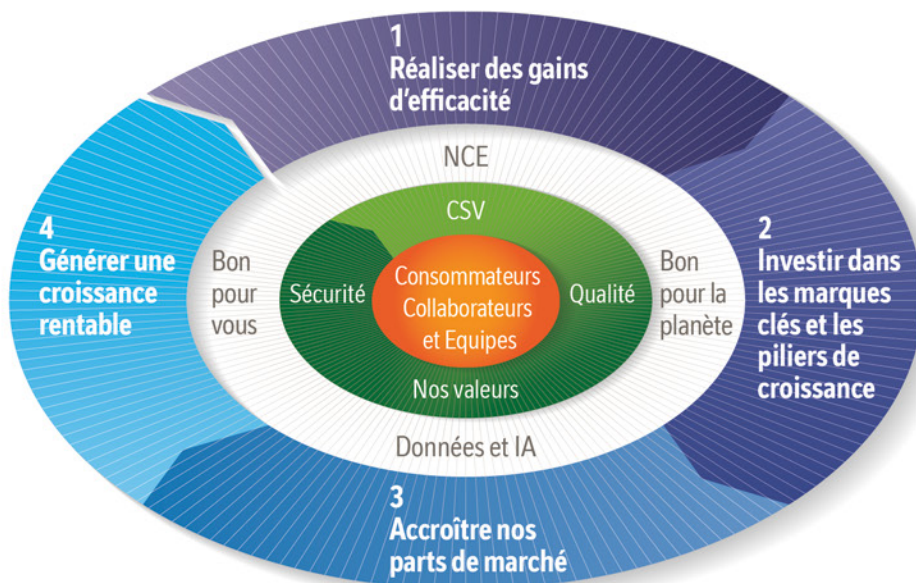 1
Réaliser des gains
d'efficacité
NCE
CSV
4
Générer une
croissance
rentable
Bon
pour
vous
Sécurité
Consommateurs
Collaborateurs
et Equipes
Qualité
Bon
pour la
planète
2
Investir dans
les marques
clés et les
piliers de
croissance
Nos valeurs
Données et IA
3
Accroître nos
parts de marché